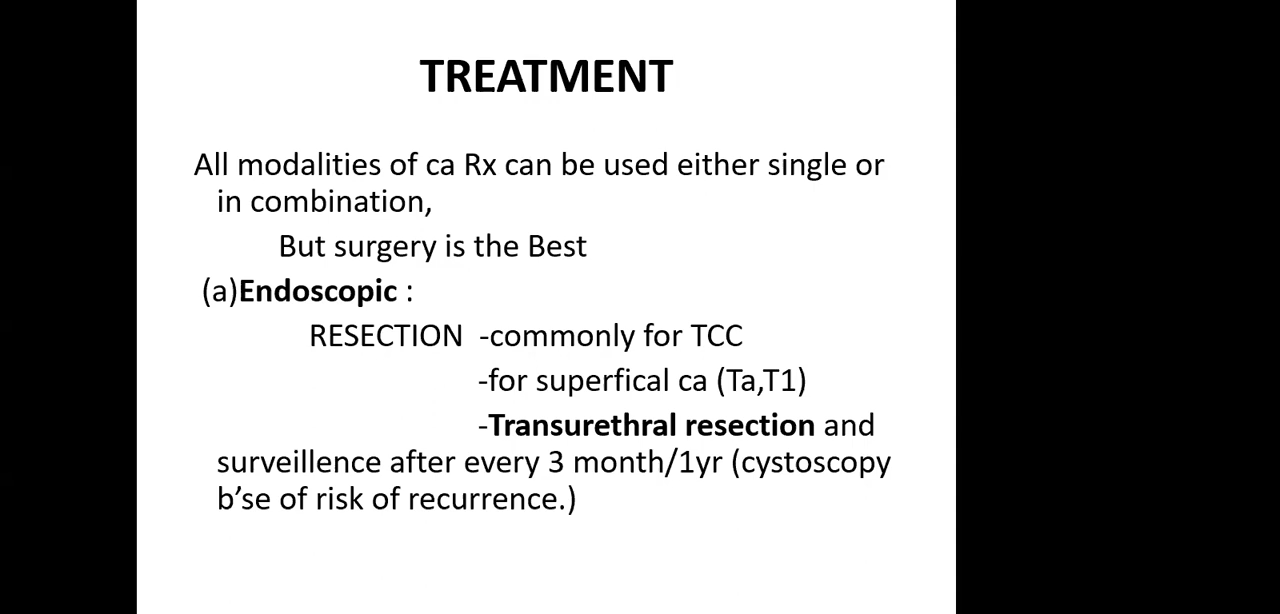 TREATMENT
All modalities of ca Rx can be used either single or
in combination,
But surgery is the Best
(a)Endoscopic :
RESECTION -commonly for TCC
-for superfical ca (Ta,T1)
-Transurethral resection and
surveillence after every 3 month/1yr (cystoscopy
b’se of risk of recurrence.)